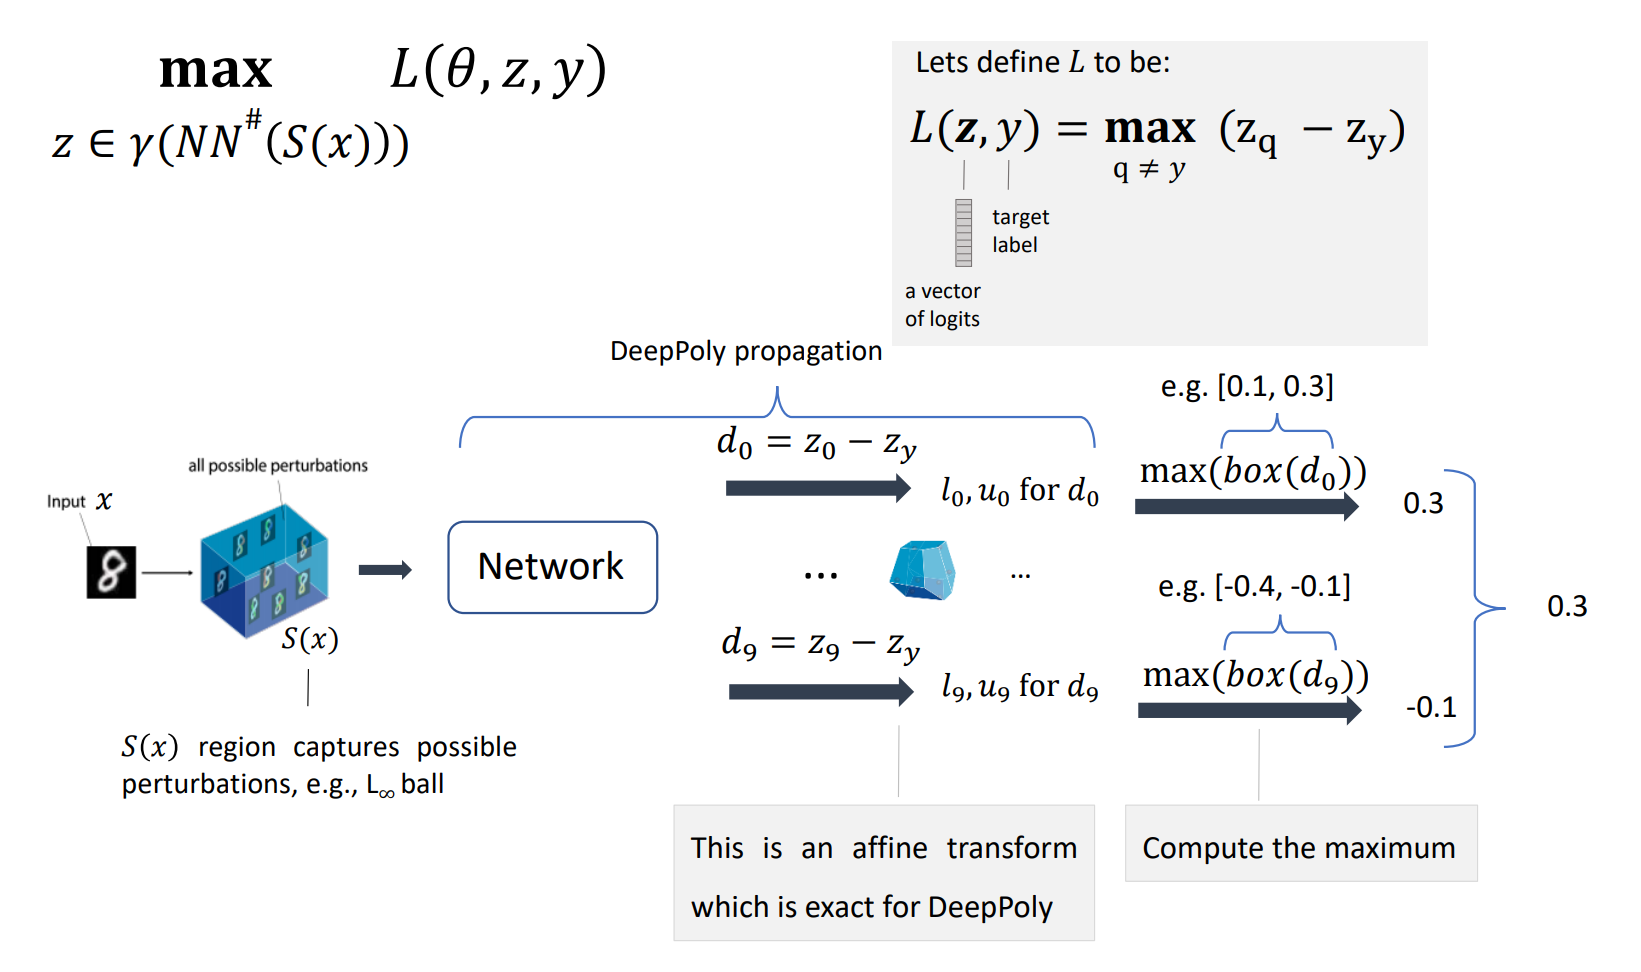 max L(θ, z, y)
z ∈ γ(NN#(S(x)))
Lets define L to be:
L(z, y) = max (zq − zy)
q ≠ y
target
label
a vector
of logits
DeepPoly propagation
e.g. [0.1, 0.3]
d0 = z0 − zy
max(box(d0))
all possible perturbations
Input x
l0, u0 for d0
0.3
Network
...
...
e.g. [-0.4, -0.1]
0.3
S(x)
d9 = z9 − zy
max(box(d9))
l9, u9 for d9
-0.1
S(x) region captures possible
perturbations, e.g., L∞ ball
This is an affine transform
which is exact for DeepPoly
Compute the maximum